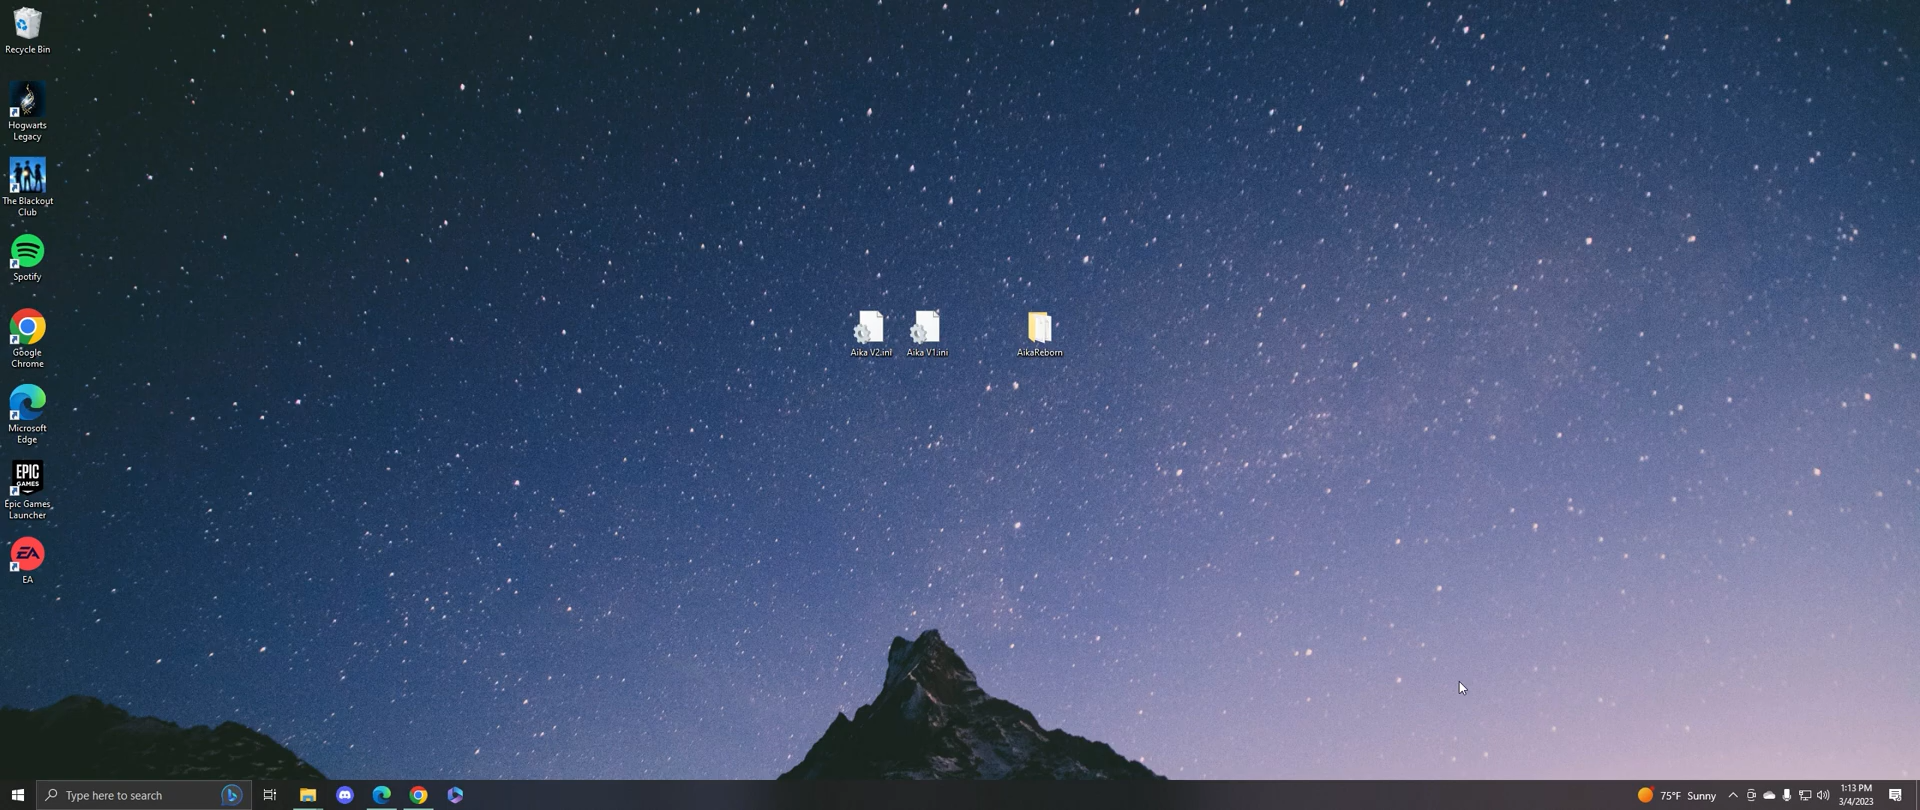 Recycle Bin
Hogwarts
Legacy
The Blackout
Club
Spotify
Google
Chrome
Microsoft
Edge
EPIC
GAMES
Epic Games
Launcher
EA
EA
Aika V2.ini
Aika V1.ini
AikaReborn
Type here to search
75°F Sunny
1:13 PM
3/4/2023